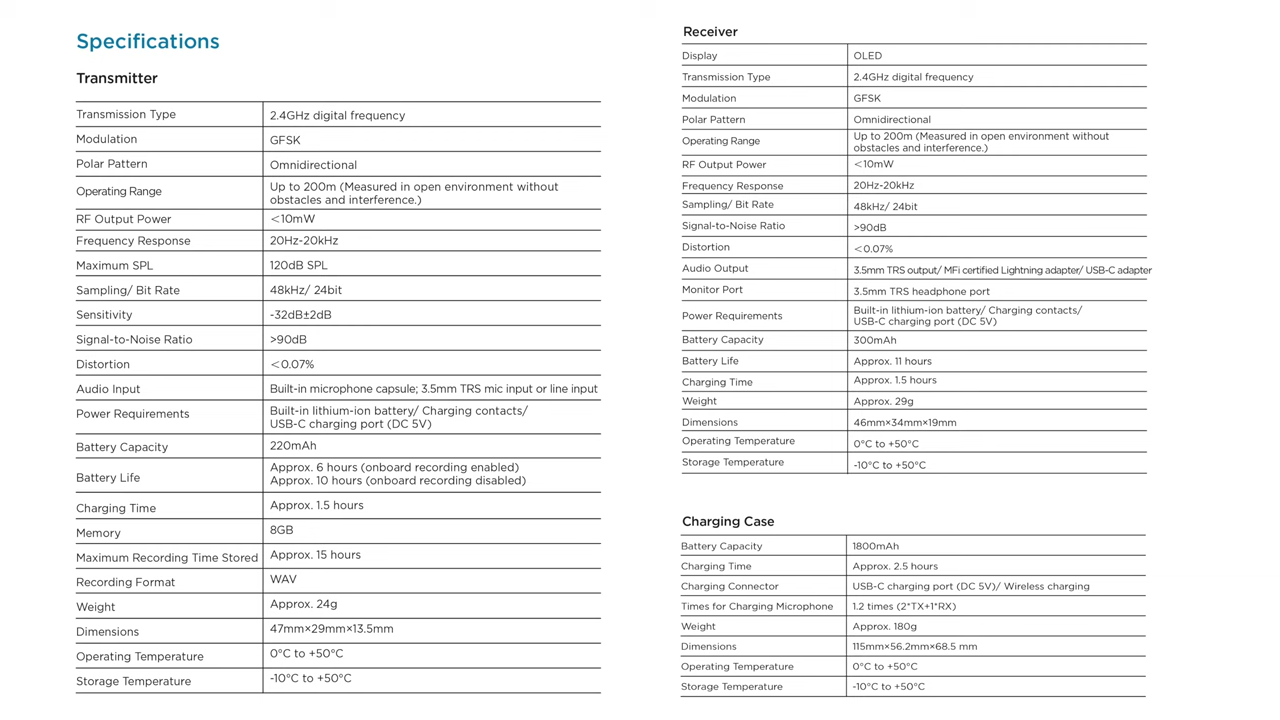 Specifications
Transmitter
Transmission Type 2.4GHz digital frequency
Modulation GFSK
Polar Pattern Omnidirectional
Operating Range Up to 200m (Measured in open environment without
obstacles and interference.)
RF Output Power <10mW
Frequency Response 20Hz-20kHz
Maximum SPL 120dB SPL
Sampling/ Bit Rate 48kHz/ 24bit
Sensitivity -32dB±2dB
Signal-to-Noise Ratio >90dB
Distortion <0.07%
Audio Input Built-in microphone capsule; 3.5mm TRS mic input or line input
Power Requirements Built-in lithium-ion battery/ Charging contacts/
USB-C charging port (DC 5V)
Battery Capacity 220mAh
Battery Life Approx. 6 hours (onboard recording enabled)
Approx. 10 hours (onboard recording disabled)
Charging Time Approx. 1.5 hours
Memory 8GB
Maximum Recording Time Stored Approx. 15 hours
Recording Format WAV
Weight Approx. 24g
Dimensions 47mm×29mm×13.5mm
Operating Temperature 0°C to +50°C
Storage Temperature -10°C to +50°C
Receiver
Display OLED
Transmission Type 2.4GHz digital frequency
Modulation GFSK
Polar Pattern Omnidirectional
Operating Range Up to 200m (Measured in open environment without
obstacles and interference.)
RF Output Power <10mW
Frequency Response 20Hz-20kHz
Sampling/ Bit Rate 48kHz/ 24bit
Signal-to-Noise Ratio >90dB
Distortion <0.07%
Audio Output 3.5mm TRS output/ MFi certified Lightning adapter/ USB-C adapter
Monitor Port 3.5mm TRS headphone port
Power Requirements Built-in lithium-ion battery/ Charging contacts/
USB-C charging port (DC 5V)
Battery Capacity 300mAh
Battery Life Approx. 11 hours
Charging Time Approx. 1.5 hours
Weight Approx. 29g
Dimensions 46mm×34mm×19mm
Operating Temperature 0°C to +50°C
Storage Temperature -10°C to +50°C
Charging Case
Battery Capacity 1800mAh
Charging Time Approx. 2.5 hours
Charging Connector USB-C charging port (DC 5V)/ Wireless charging
Times for Charging Microphone 1.2 times (2*TX+1*RX)
Weight Approx. 180g
Dimensions 115mm×56.2mm×68.5 mm
Operating Temperature 0°C to +50°C
Storage Temperature -10°C to +50°C